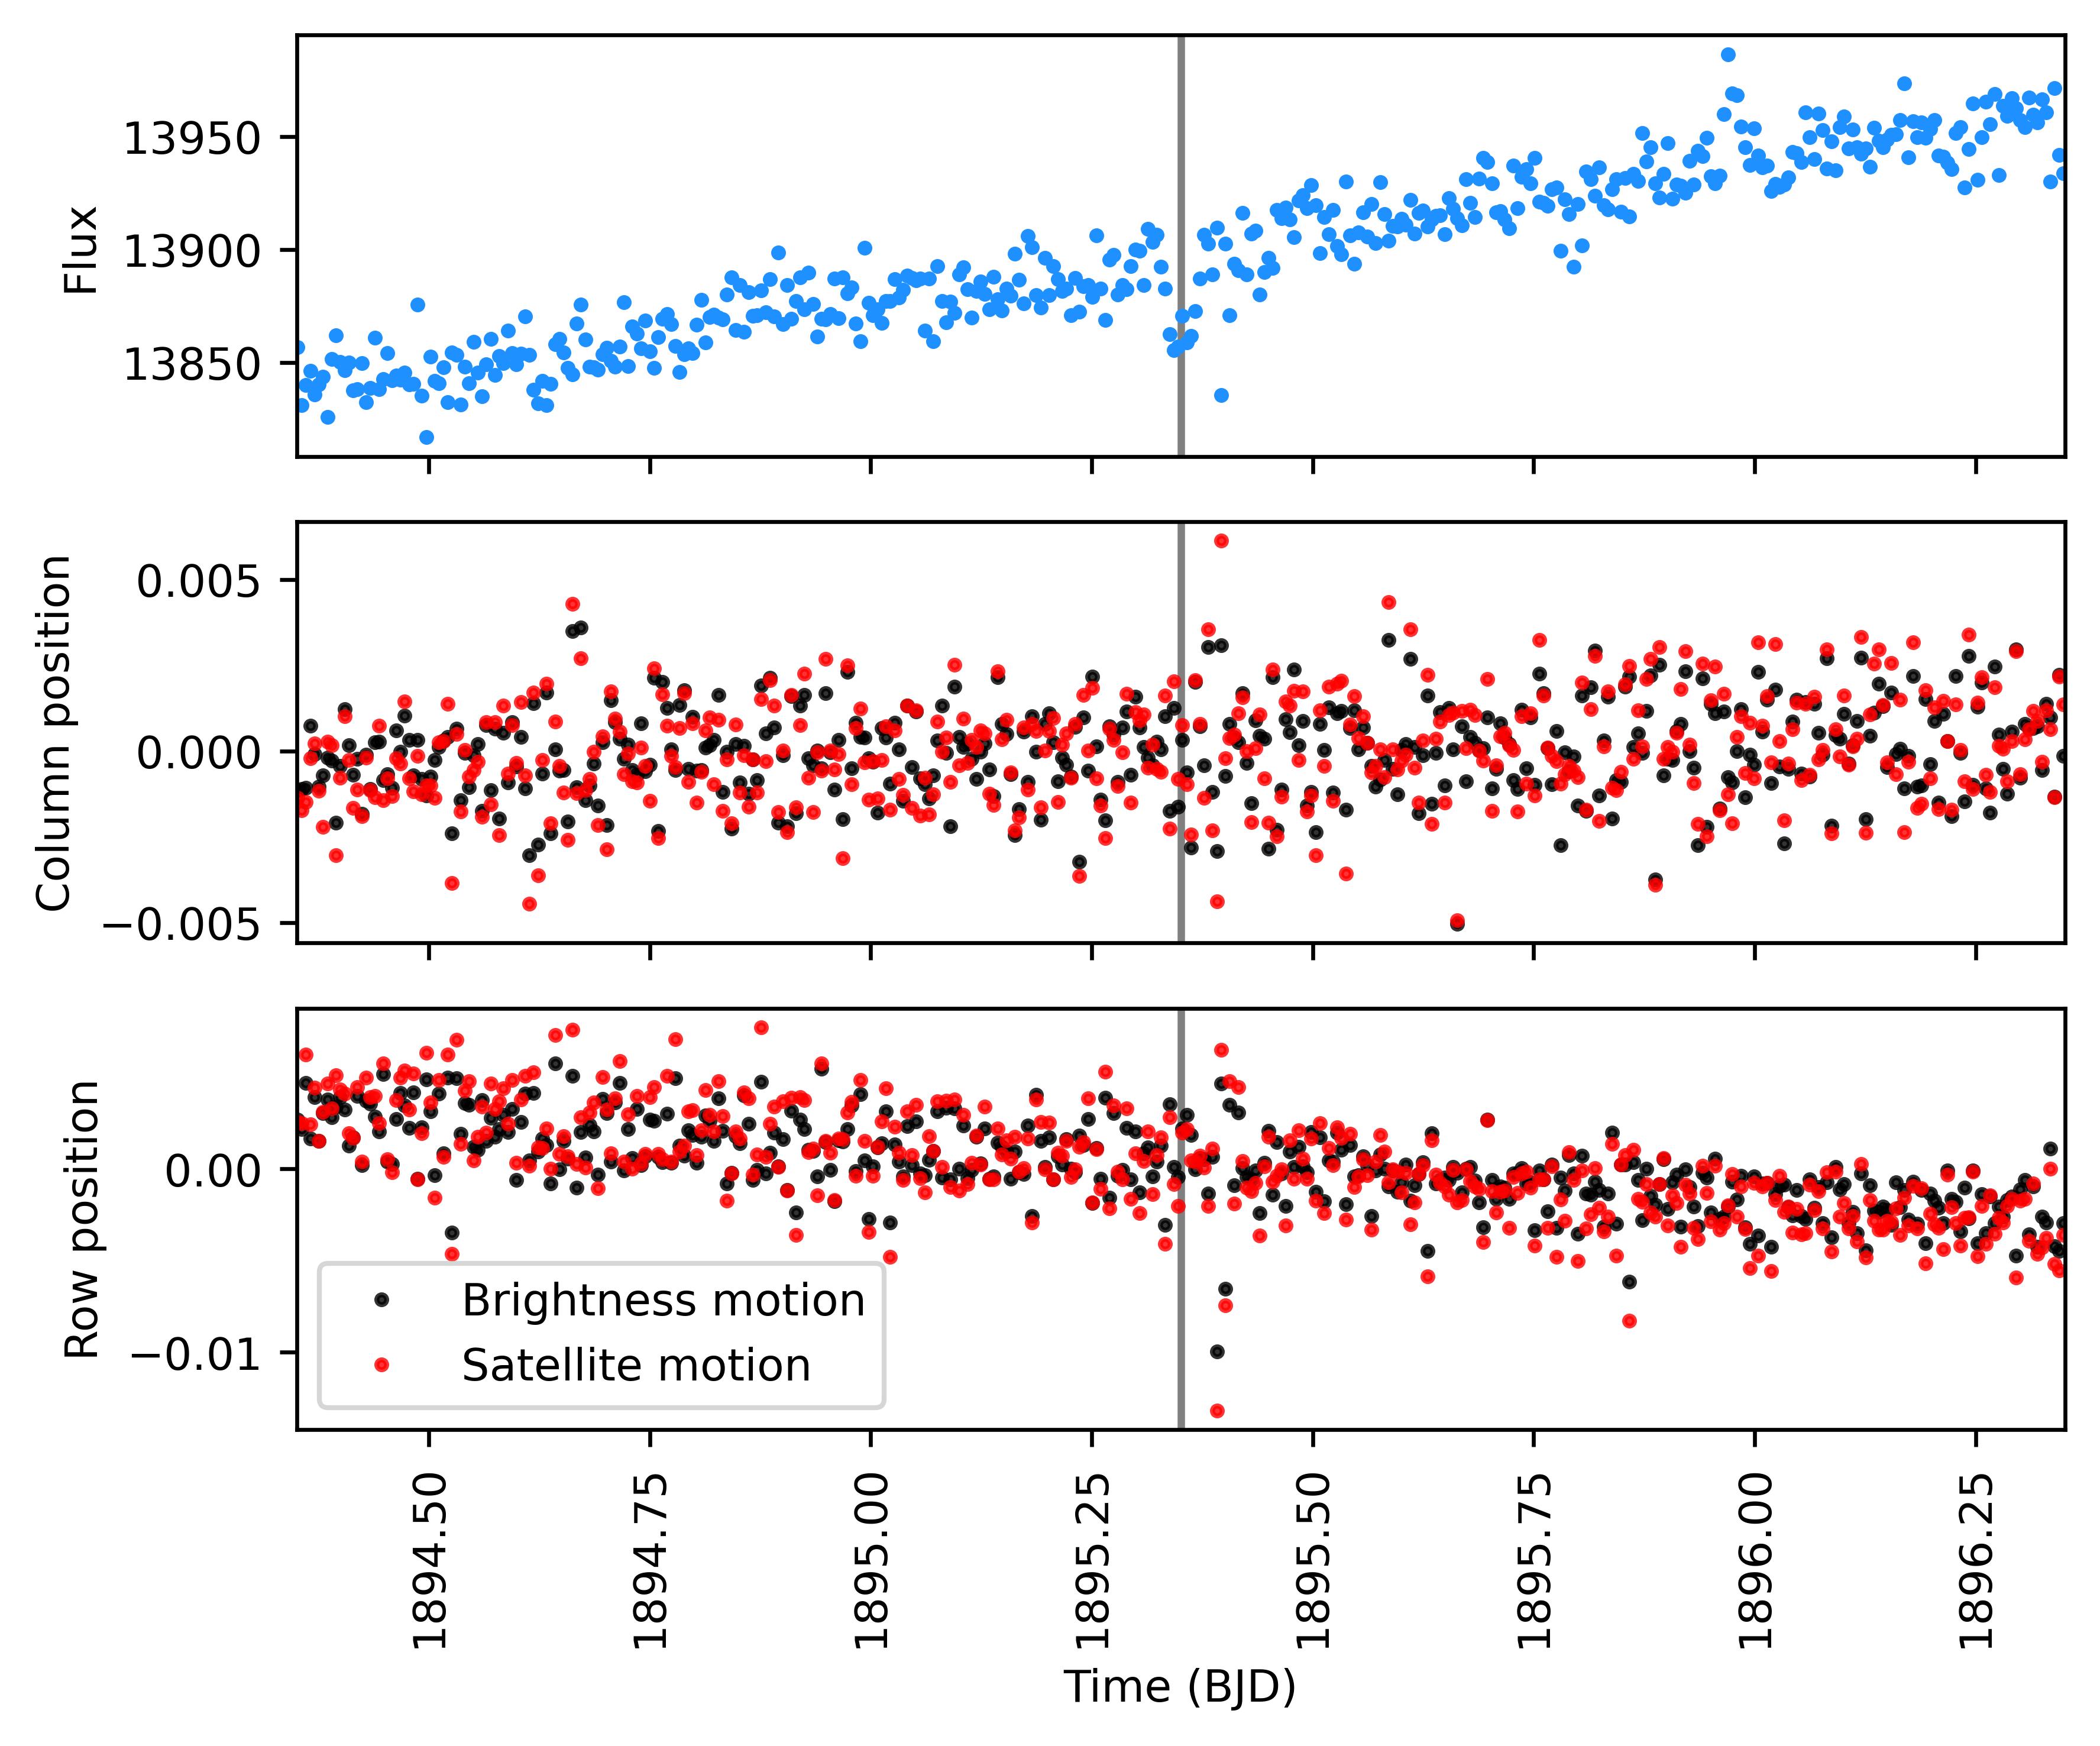 Flux
13950
13900
13850
Column position
0.005
0.000
−0.005
Row position
0.00
−0.01
Brightness motion
Satellite motion
1894.50
1894.75
1895.00
1895.25
1895.50
1895.75
1896.00
1896.25
Time (BJD)